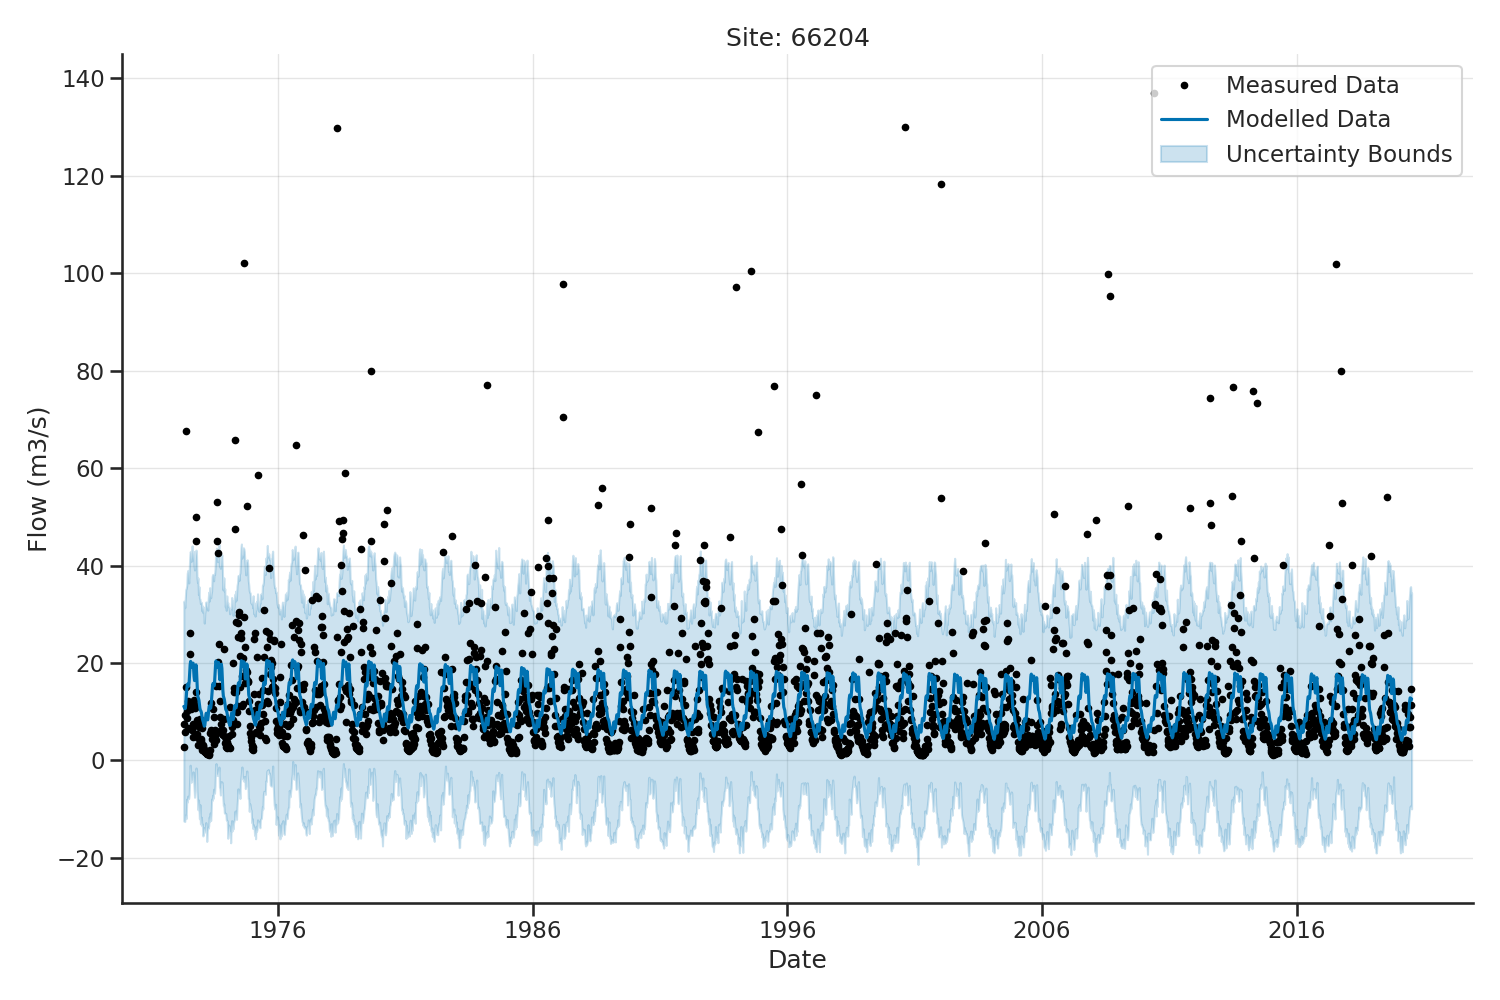 Site: 66204
140
120
100
80
60
40
20
0
−20
Flow (m3/s)
1976
1986
1996
2006
2016
Date
Measured Data
Modelled Data
Uncertainty Bounds